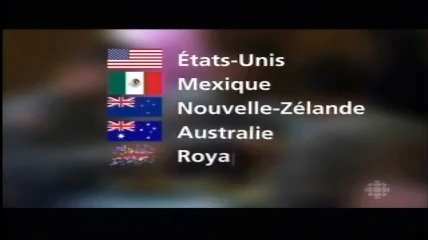 États-Unis
Mexique
Nouvelle-Zélande
Australie
Roya